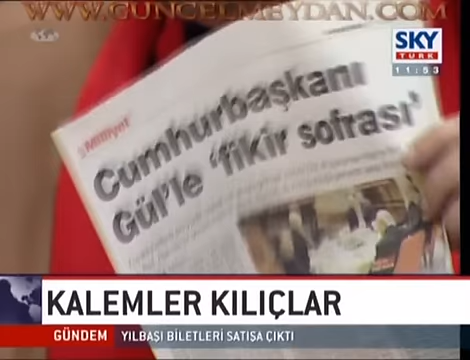 WWW.GUNCELMEYDAN.COM
SKY
TURK
11:53
Milliyet
Cumhurbaşkanı
Gül'le 'fikir sofrası'
KALEMLER KILIÇLAR
GÜNDEM YILBAŞI BİLETLERİ SATIŞA ÇIKTI